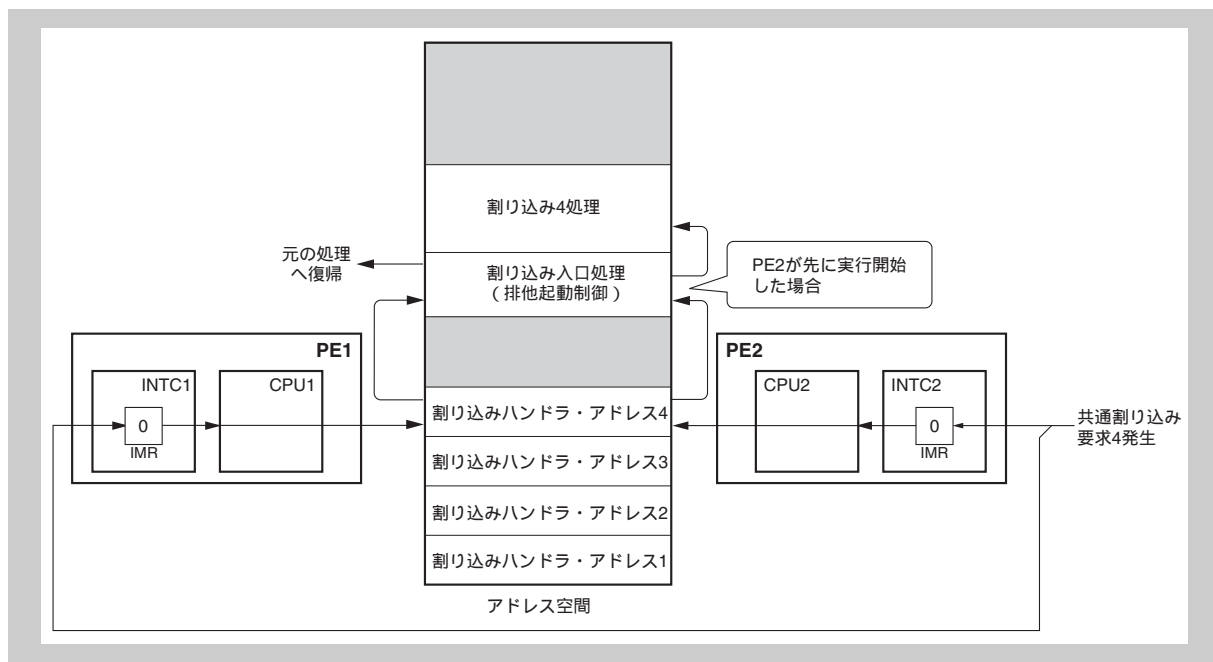 割り込み4処理
元の処理
へ復帰
割り込み入口処理
(排他起動制御)
PE2が先に実行開始
した場合
PE1
INTC1
CPU1
0
IMR
PE2
CPU2
INTC2
0
IMR
共通割り込み
要求4発生
割り込みハンドラ・アドレス4
割り込みハンドラ・アドレス3
割り込みハンドラ・アドレス2
割り込みハンドラ・アドレス1
アドレス空間